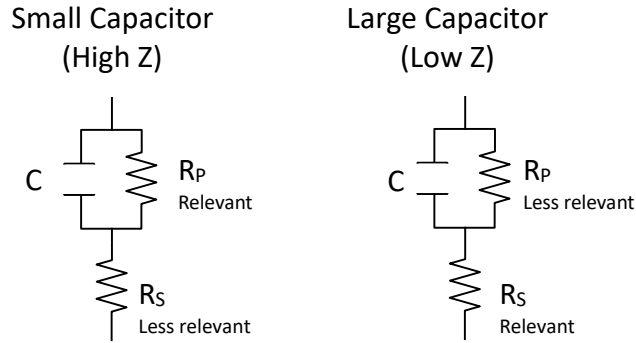 Small Capacitor
(High Z)
C
RP
Relevant
RS
Less relevant
Large Capacitor
(Low Z)
C
RP
Less relevant
RS
Relevant